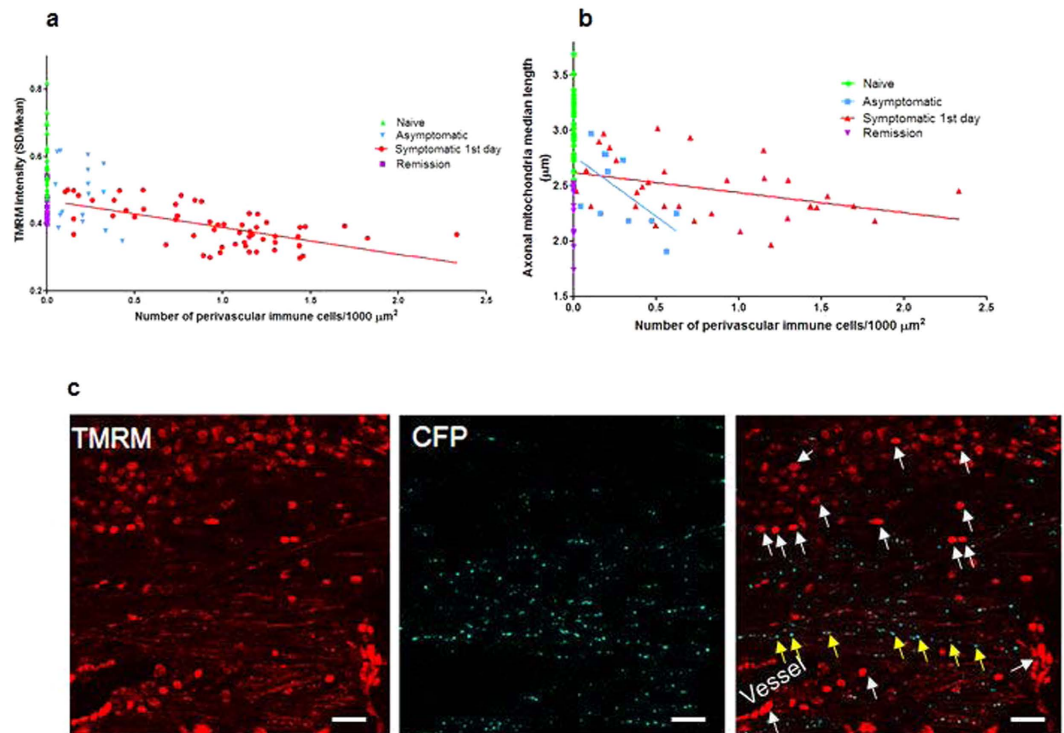 a
b
TMRM Intensity (SD/Mean)
0.8
0.6
0.4
0.2
0.0
0.5
1.0
1.5
2.0
2.5
Number of perivascular immune cells/1000 µm²
Naive
Asymptomatic
Symptomatic 1st day
Remission
Axonal mitochondria median length
(µm)
3.5
3.0
2.5
2.0
1.5
0.0
0.5
1.0
1.5
2.0
2.5
Number of perivascular immune cells/1000 µm²
Naive
Asymptomatic
Symptomatic 1st day
Remission
c
TMRM
CFP
Vessel